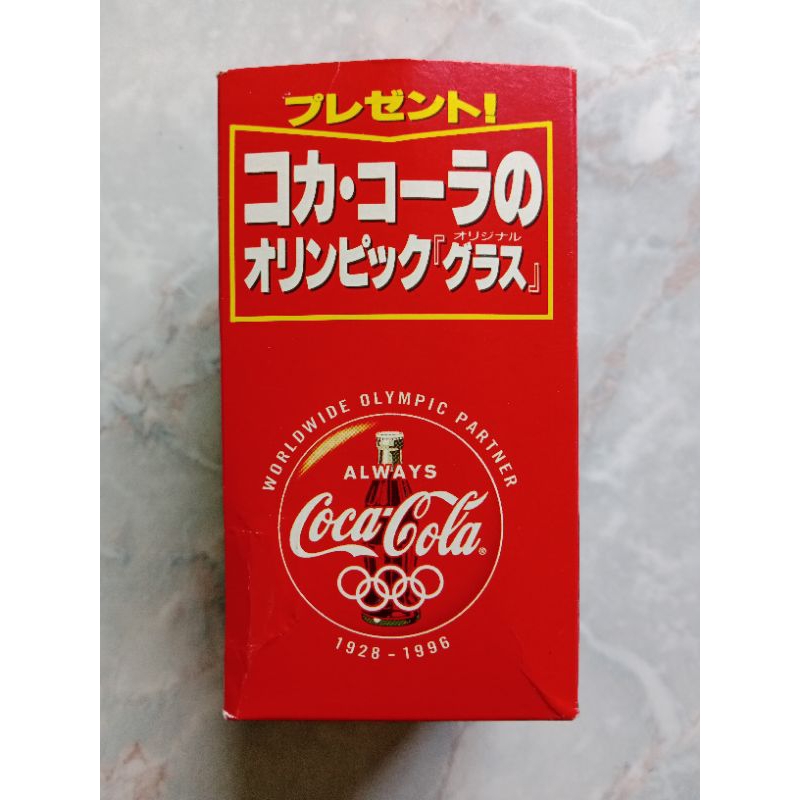 プレゼント!
コカ・コーラの
オリジナル
オリンピック『グラス』
WORLDWIDE OLYMPIC PARTNER
ALWAYS
Coca-Cola®
1928-1996